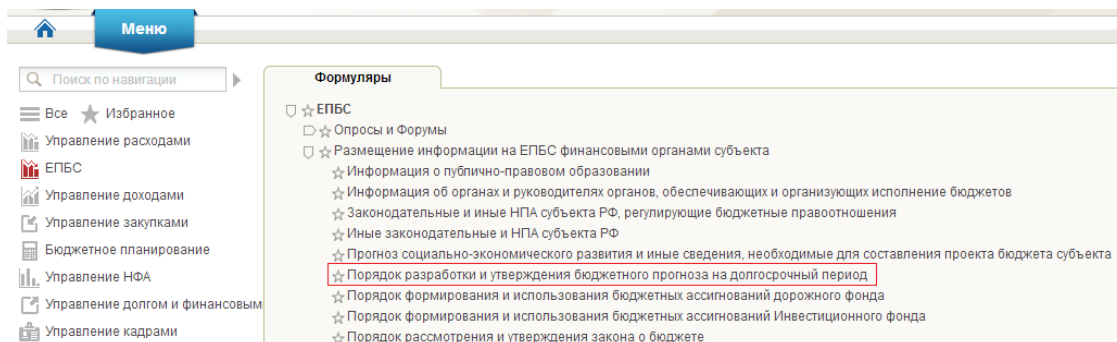 Меню
Поиск по навигации
Все Избранное
Управление расходами
ЕПБС
Управление доходами
Управление закупками
Бюджетное планирование
Управление НФА
Управление долгом и финансовым
Управление кадрами
Формуляры
ЕПБС
Опросы и Форумы
Размещение информации на ЕПБС финансовыми органами субъекта
Информация о публично-правовом образовании
Информация об органах и руководителях органов, обеспечивающих и организующих исполнение бюджетов
Законодательные и иные НПА субъекта РФ, регулирующие бюджетные правоотношения
Иные законодательные и НПА субъекта РФ
Прогноз социально-экономического развития и иные сведения, необходимые для составления проекта бюджета субъекта
Порядок разработки и утверждения бюджетного прогноза на долгосрочный период
Порядок формирования и использования бюджетных ассигнований дорожного фонда
Порядок формирования и использования бюджетных ассигнований Инвестиционного фонда
Порядок рассмотрения и утверждения закона о бюджете